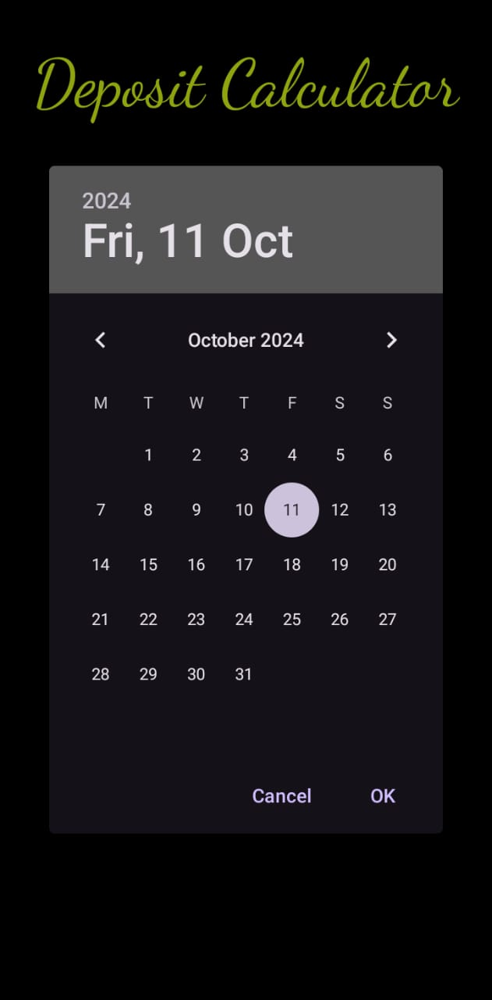 Deposit Calculator
2024
Fri, 11 Oct
October 2024
M T W T F S S
1 2 3 4 5 6
7 8 9 10 11 12 13
14 15 16 17 18 19 20
21 22 23 24 25 26 27
28 29 30 31
Cancel OK